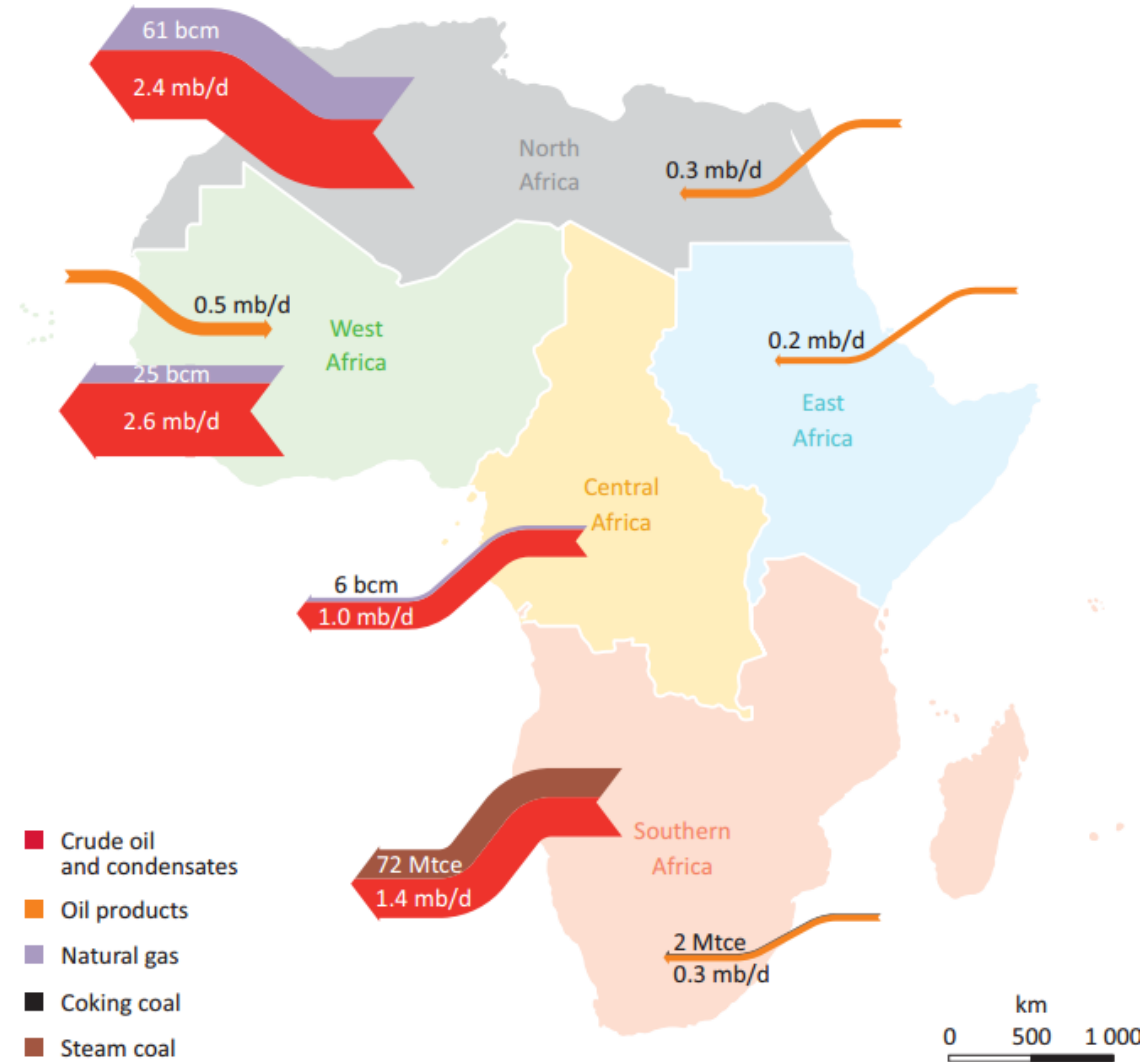 61 bcm
2.4 mb/d
North
Africa
0.3 mb/d
0.5 mb/d
West
Africa
0.2 mb/d
25 bcm
2.6 mb/d
East
Africa
Central
Africa
6 bcm
1.0 mb/d
Southern
Africa
72 Mtce
1.4 mb/d
2 Mtce
0.3 mb/d
Crude oil
and condensates
Oil products
Natural gas
Coking coal
Steam coal
km
0 500 1 000